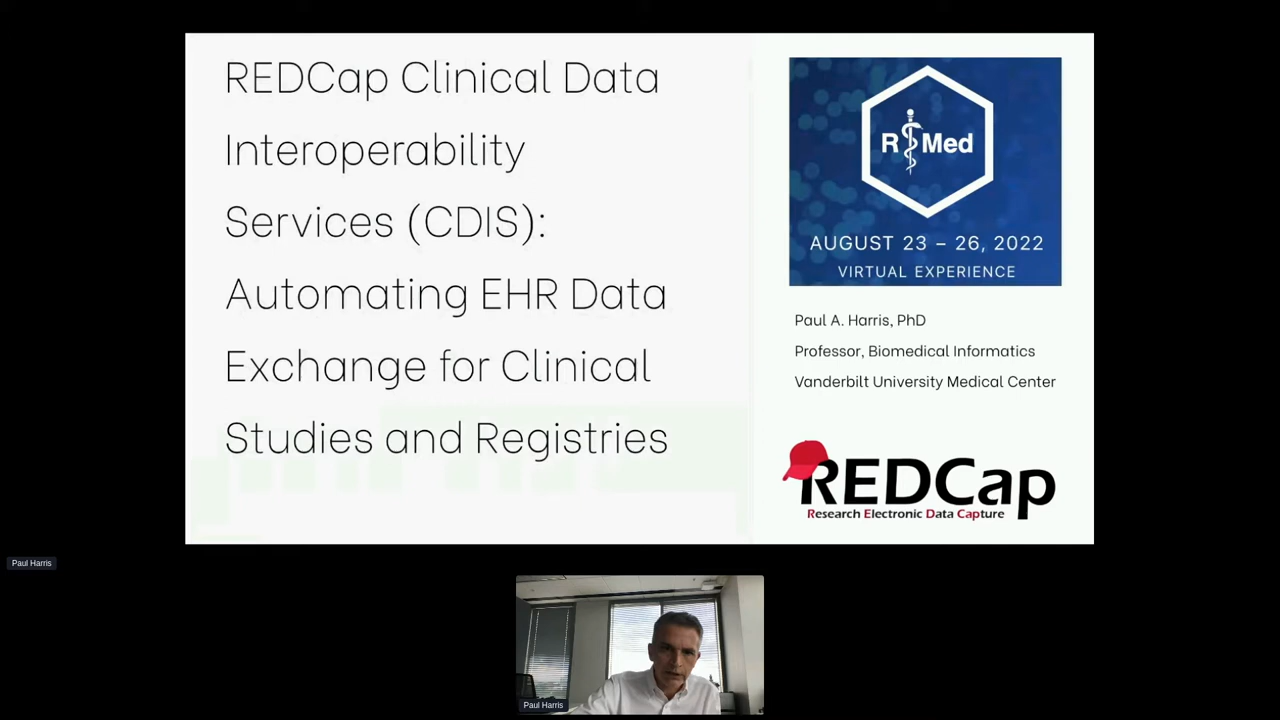 REDCap Clinical Data
Interoperability
Services (CDIS):
Automating EHR Data
Exchange for Clinical
Studies and Registries
R Med
AUGUST 23 – 26, 2022
VIRTUAL EXPERIENCE
Paul A. Harris, PhD
Professor, Biomedical Informatics
Vanderbilt University Medical Center
REDCap
Research Electronic Data Capture
Paul Harris
Paul Harris